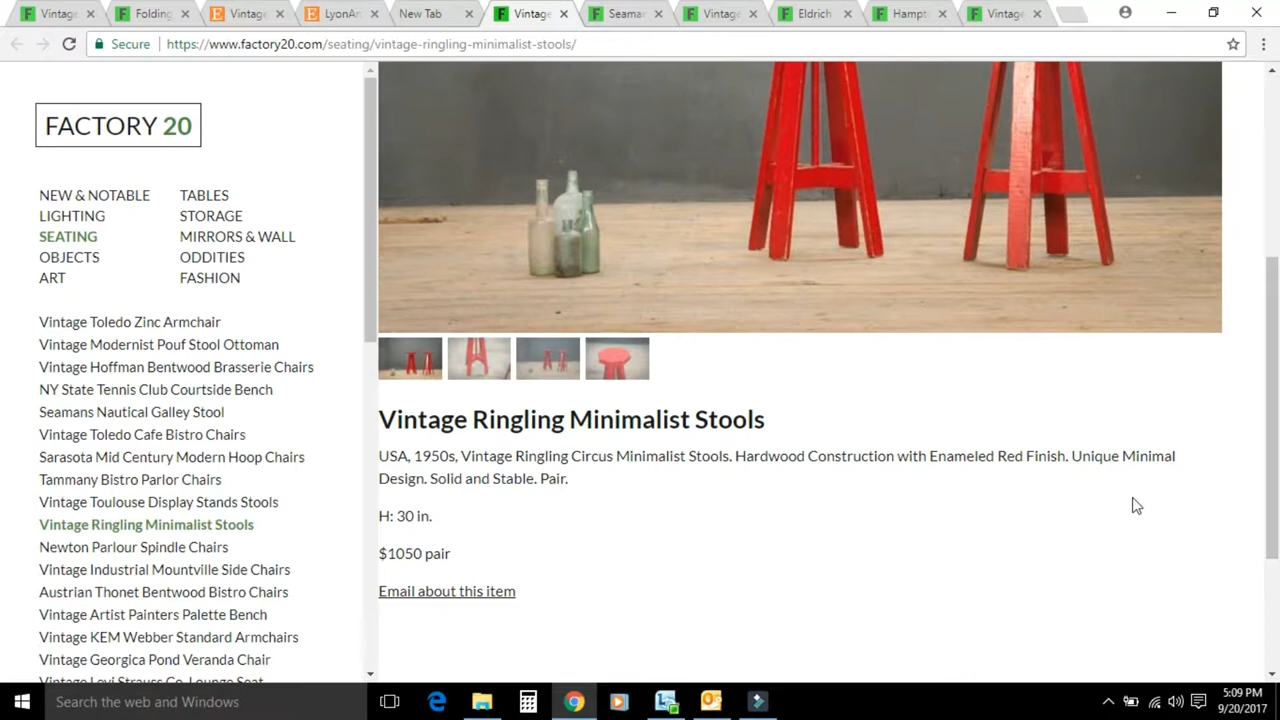 Vintage
Folding
Vintage
LyonAr
New Tab
Vintage
Seama
Vintage
Eldrich
Hampt
Vintage
Secure
https://www.factory20.com/seating/vintage-ringling-minimalist-stools/
FACTORY 20
NEW & NOTABLE
TABLES
LIGHTING
STORAGE
SEATING
MIRRORS & WALL
OBJECTS
ODDITIES
ART
FASHION
Vintage Toledo Zinc Armchair
Vintage Modernist Pouf Stool Ottoman
Vintage Hoffman Bentwood Brasserie Chairs
NY State Tennis Club Courtside Bench
Seamans Nautical Galley Stool
Vintage Toledo Cafe Bistro Chairs
Sarasota Mid Century Modern Hoop Chairs
Tammany Bistro Parlor Chairs
Vintage Toulouse Display Stands Stools
Vintage Ringling Minimalist Stools
Newton Parlour Spindle Chairs
Vintage Industrial Mountville Side Chairs
Austrian Thonet Bentwood Bistro Chairs
Vintage Artist Painters Palette Bench
Vintage KEM Webber Standard Armchairs
Vintage Georgica Pond Veranda Chair
Vintage Levi Strauss Co. Lounge Seat
Vintage Ringling Minimalist Stools
USA, 1950s, Vintage Ringling Circus Minimalist Stools. Hardwood Construction with Enameled Red Finish. Unique Minimal
Design. Solid and Stable. Pair.
H: 30 in.
$1050 pair
Email about this item
Search the web and Windows
5:09 PM
9/20/2017